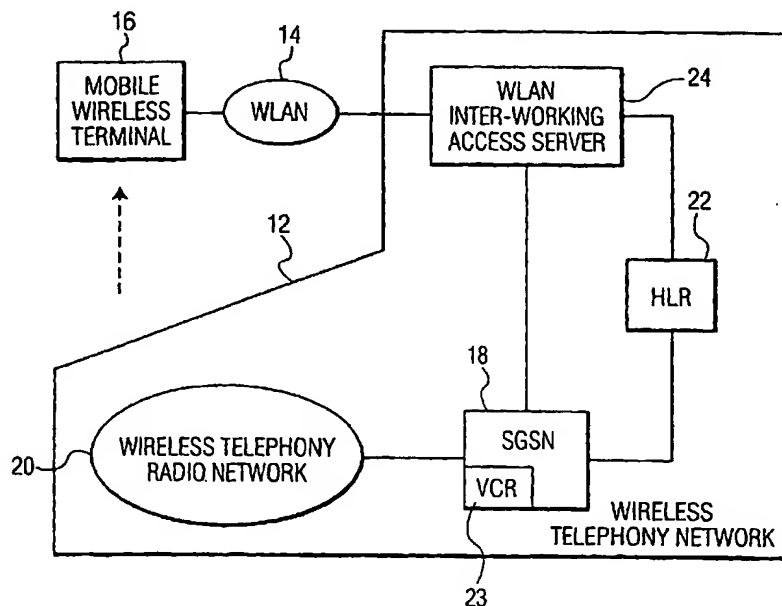 16
MOBILE
WIRELESS
TERMINAL
14
WLAN
WLAN
INTER-WORKING
ACCESS SERVER
24
22
HLR
12
18
SGSN
VCR
23
20
WIRELESS TELEPHONY
RADIO NETWORK
WIRELESS
TELEPHONY NETWORK